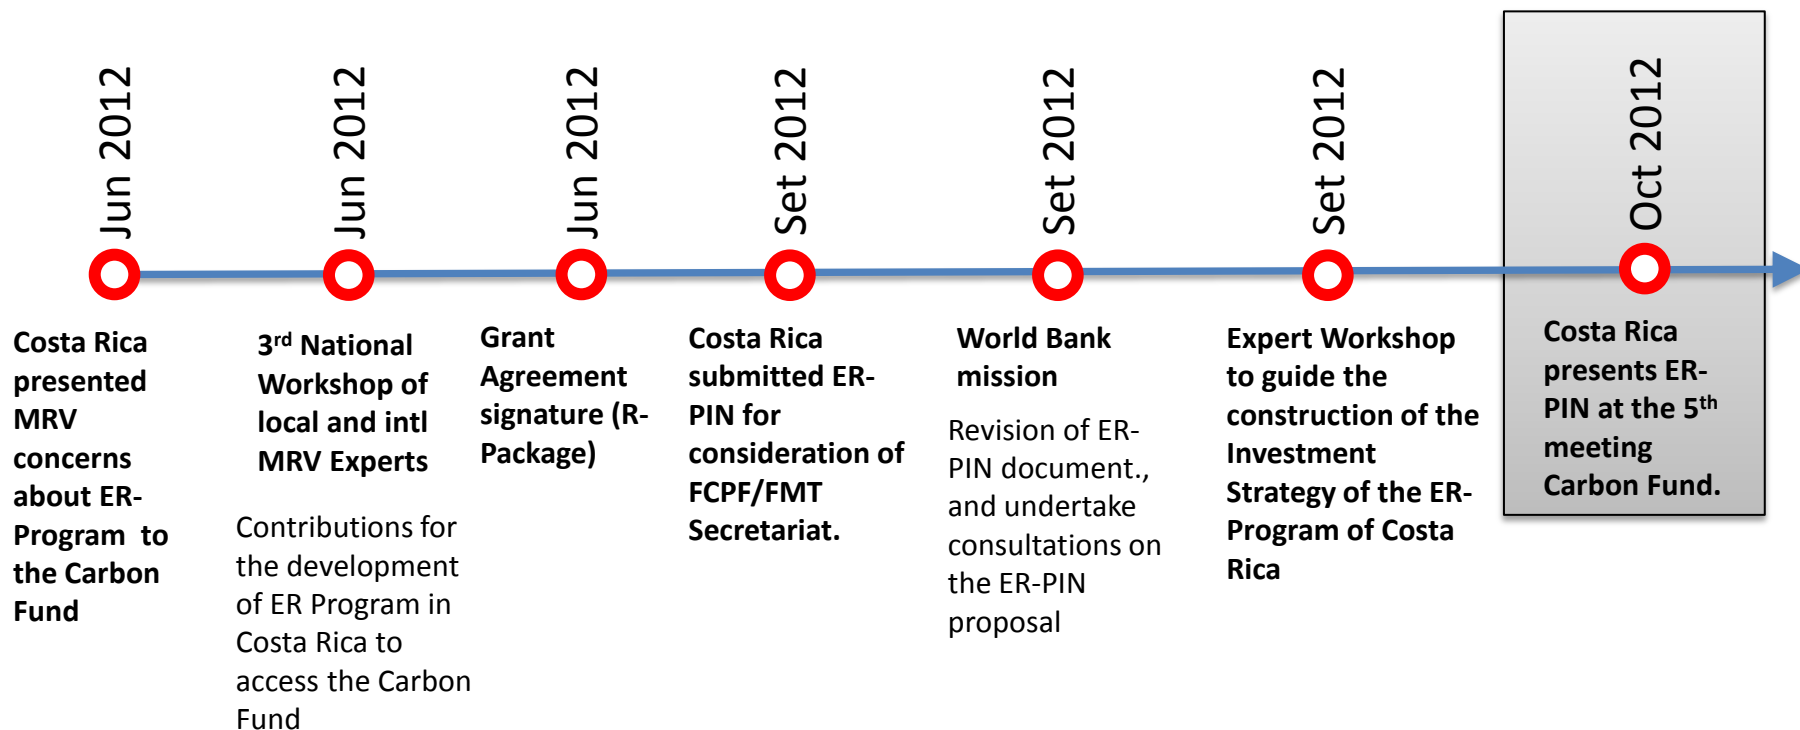 Jun 2012
Jun 2012
Jun 2012
Set 2012
Set 2012
Set 2012
Oct 2012
Costa Rica
presented
MRV
concerns
about ER-
Program to
the Carbon
Fund
3rd National
Workshop of
local and intl
MRV Experts
Contributions for
the development
of ER Program in
Costa Rica to
access the Carbon
Fund
Grant
Agreement
signature (R-
Package)
Costa Rica
submitted ER-
PIN for
consideration of
FCPF/FMT
Secretariat.
World Bank
mission
Revision of ER-
PIN document.,
and undertake
consultations on
the ER-PIN
proposal
Expert Workshop
to guide the
construction of the
Investment
Strategy of the ER-
Program of Costa
Rica
Costa Rica
presents ER-
PIN at the 5th
meeting
Carbon Fund.